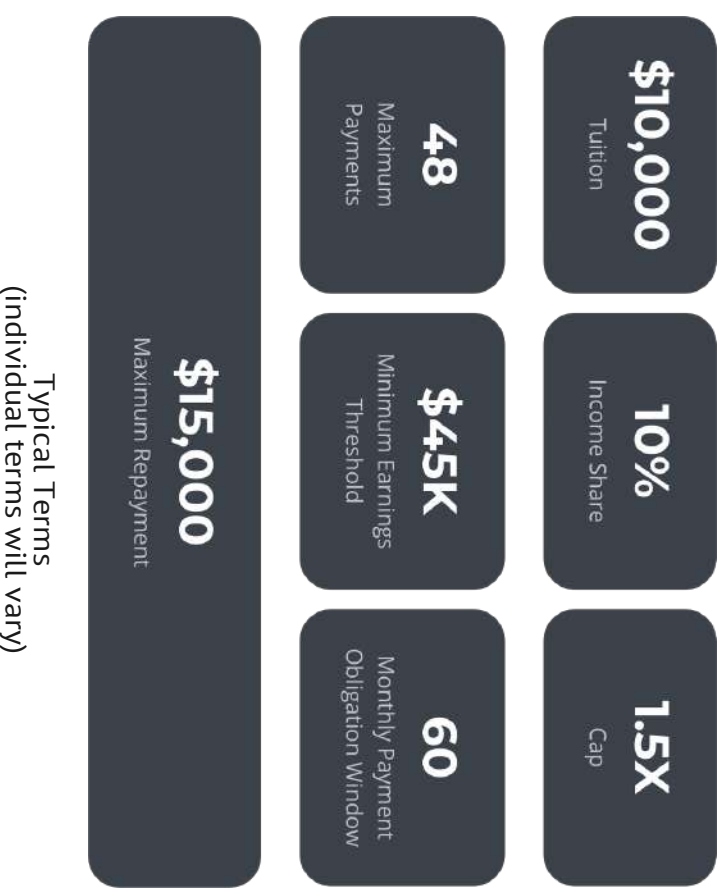 $10,000
Tuition
10%
Income Share
1.5X
Cap
48
Maximum
Payments
$45K
Minimum Earnings
Threshold
60
Monthly Payment
Obligation Window
$15,000
Maximum Repayment
Typical Terms
(individual terms will vary)